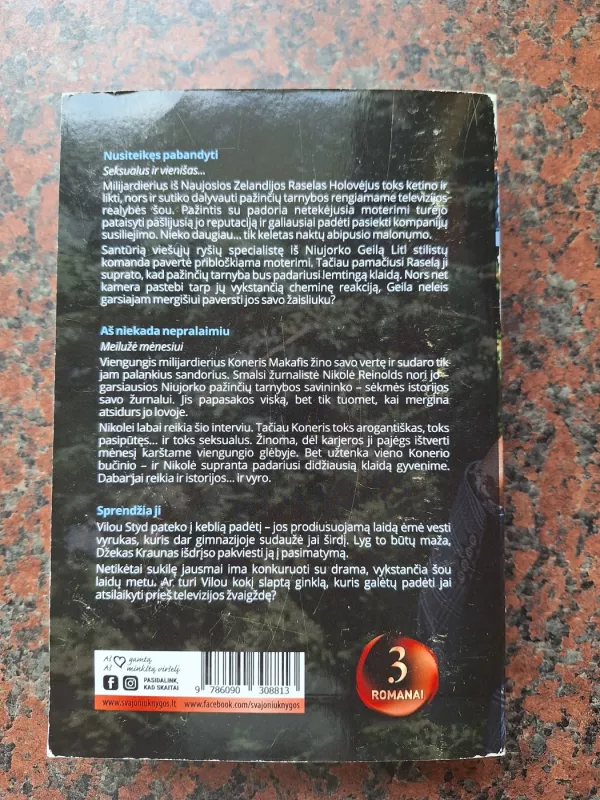 Nusiteikęs pabandyti
Seksualus ir vienišas...
Milijardierius iš Naujosios Zelandijos Raselas Holovėjus toks ketino ir
likti, nors ir sutiko dalyvauti pažinčių tarnybos rengiamame televizijos
realybės šou. Pažintis su padoria netekėjusia moterimi turėjo
pataisyti pašlijusią jo reputaciją ir galiausiai padėti pasiekti kompanijų
susiliejimo. Nieko daugiau... tik keletas naktų abipusio malonumo.
Santūrią viešųjų ryšių specialistę iš Niujorko Geilą Litl stilistų
komanda pavertė pribloškiama moterimi. Tačiau pamačiusi Raselą ji
suprato, kad pažinčių tarnyba bus padariusi lemtingą klaidą. Nors net
kamera pastebi tarp jų vykstančią cheminę reakciją, Geila neleis
garsiajam mergišiui paversti jos savo žaisliuku?
Aš niekada nepralaimiu
Meilužė mėnesiui
Viengungis milijardierius Koneris Makafis žino savo vertę ir sudaro tik
jam palankius sandorius. Smalsi žurnalistė Nikolė Reinolds norį jo –
garsiausios Niujorko pažinčių tarnybos savininko – sėkmės istorijos
savo žurnalui. Jis papasakos viską, bet tik tuomet, kai mergina
atsidurs jo lovoje.
Nikolei labai reikia šio interviu. Tačiau Koneris toks arogantiškas, toks
pasipūtęs... ir toks seksualus. Žinoma, dėl karjeros ji pajėgs ištverti
mėnesį karštame viengungio glėbyje. Bet užtenka vieno Konerio
bučinio – ir Nikolė supranta padariusi didžiausią klaidą gyvenime.
Dabar jai reikia ir istorijos... ir vyro.
Sprendžia ji
Vilou Styd pateko į keblią padėtį – jos prodiusuojamą laidą ėmė vesti
vyrukas, kuris dar gimnazijoje sudaužė jai širdį. Lyg to būtų maža,
Džekas Kraunas išdrįso pakviesti ją į pasimatymą.
Netikėtai sukilę jausmai ima konkuruoti su drama, vykstančia šou
laidų metu. Ar turi Vilou kokį slaptą ginklą, kuris galėtų padėti jai
atsilaikyti prieš televizijos žvaigždę?
Aš gamtą
Aš minkštą viršelį
PASIDALINK,
KĄ SKAITAI
9 786090 308813
www.svajoniuknygos.lt www.facebook.com/svajoniuknygos
3
ROMANAI